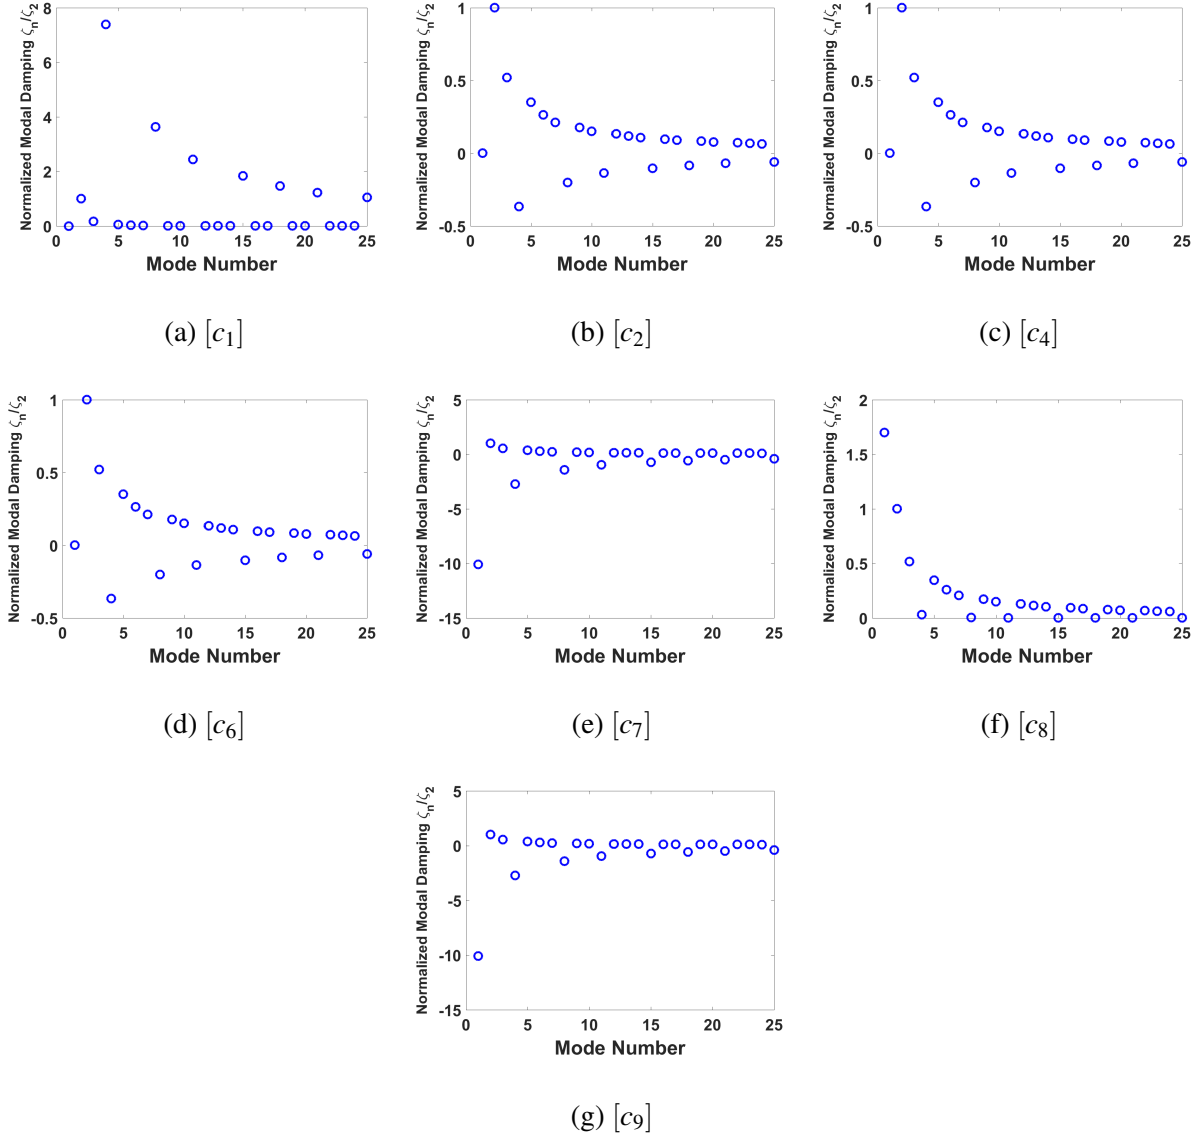 Normalized Modal Damping ζn/ζ2
8
6
4
2
0
0 5 10 15 20 25
Mode Number
(a) [c1]
Normalized Modal Damping ζn/ζ2
1
0.5
0
-0.5
0 5 10 15 20 25
Mode Number
(b) [c2]
Normalized Modal Damping ζn/ζ2
1
0.5
0
-0.5
0 5 10 15 20 25
Mode Number
(c) [c4]
Normalized Modal Damping ζn/ζ2
1
0.5
0
-0.5
0 5 10 15 20 25
Mode Number
(d) [c6]
Normalized Modal Damping ζn/ζ2
5
0
-5
-10
-15
0 5 10 15 20 25
Mode Number
(e) [c7]
Normalized Modal Damping ζn/ζ2
2
1.5
1
0.5
0
0 5 10 15 20 25
Mode Number
(f) [c8]
Normalized Modal Damping ζn/ζ2
5
0
-5
-10
-15
0 5 10 15 20 25
Mode Number
(g) [c9]